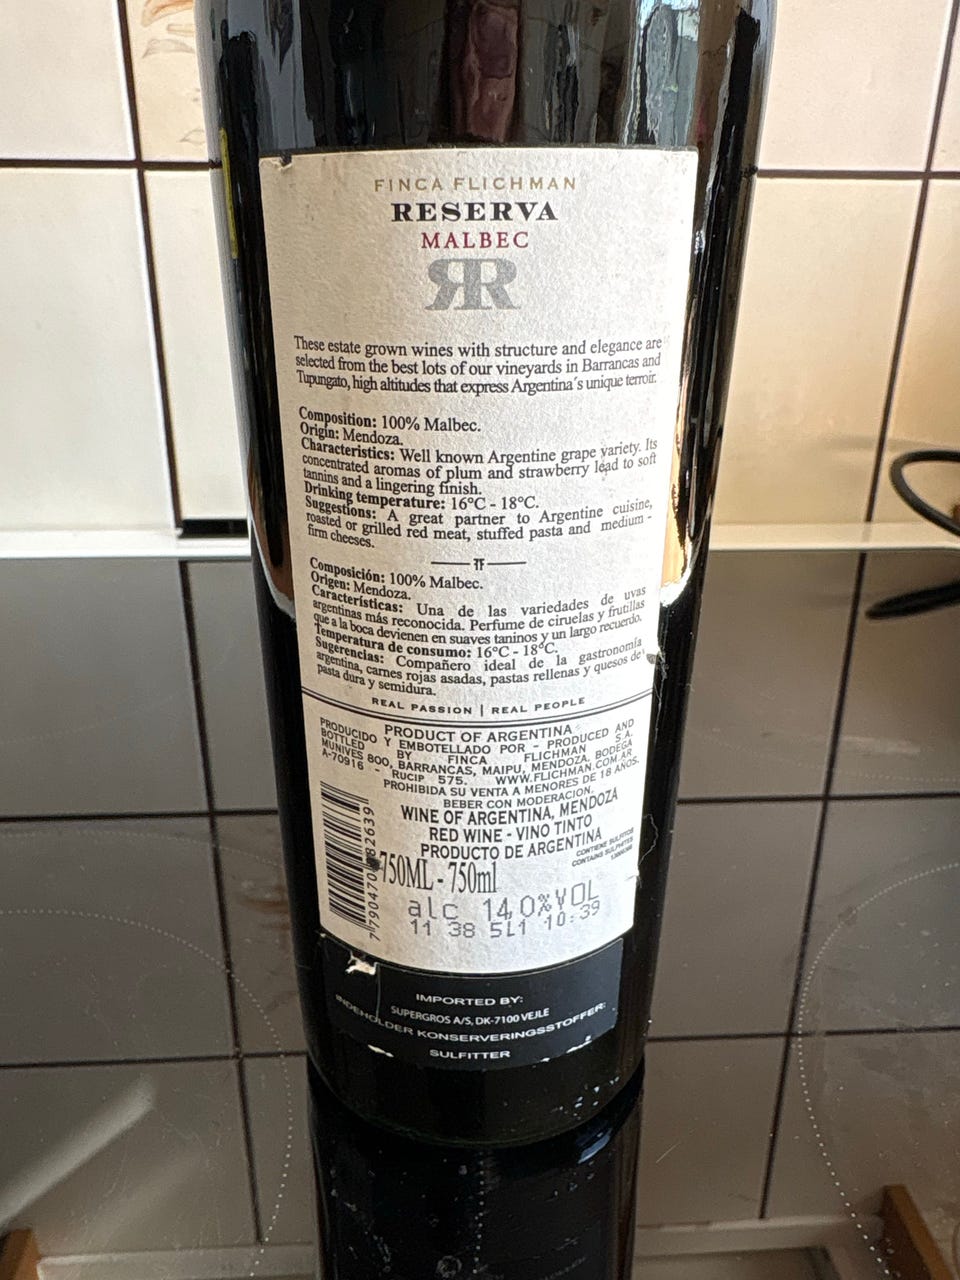 FINCA FLICHMAN
RESERVA
MALBEC
RR
These estate grown wines with structure and elegance are
selected from the best lots of our vineyards in Barrancas and
Tupungato, high altitudes that express Argentina´s unique terroir.
Composition: 100% Malbec.
Origin: Mendoza.
Characteristics: Well known Argentine grape variety. Its
concentrated aromas of plum and strawberry lead to soft
tannins and a lingering finish.
Drinking temperature: 16°C - 18°C.
Suggestions: A great partner to Argentine cuisine,
roasted or grilled red meat, stuffed pasta and medium -
firm cheeses.
Composición: 100% Malbec.
Origen: Mendoza.
Características: Una de las variedades de uvas
argentinas más reconocida. Perfume de ciruelas y frutillas
que a la boca devienen en suaves taninos y un largo recuerdo.
Temperatura de consumo: 16°C - 18°C.
Sugerencias: Compañero ideal de la gastronomía
argentina, carnes rojas asadas, pastas rellenas y quesos de
pasta dura y semidura.
REAL PASSION | REAL PEOPLE
PRODUCT OF ARGENTINA
PRODUCIDO Y EMBOTELLADO POR - PRODUCED AND
BOTTLED BY FINCA FLICHMAN S.A.
MUNIVES 800, BARRANCAS, MAIPU, MENDOZA, BODEGA
A-70916 - RUCIP 575. WWW.FLICHMAN.COM.AR
PROHIBIDA SU VENTA A MENORES DE 18 AÑOS.
BEBER CON MODERACION.
WINE OF ARGENTINA, MENDOZA
RED WINE - VINO TINTO
PRODUCTO DE ARGENTINA
CONTIENE SULFITOS
CONTAINS SULPHITES
750ML - 750ml
alc 14,0%VOL
11 38 5L1 10:39
IMPORTED BY:
SUPERGROS A/S, DK-7100 VEJLE
INDEHOLDER KONSERVERINGSSTOFFER:
SULFITTER